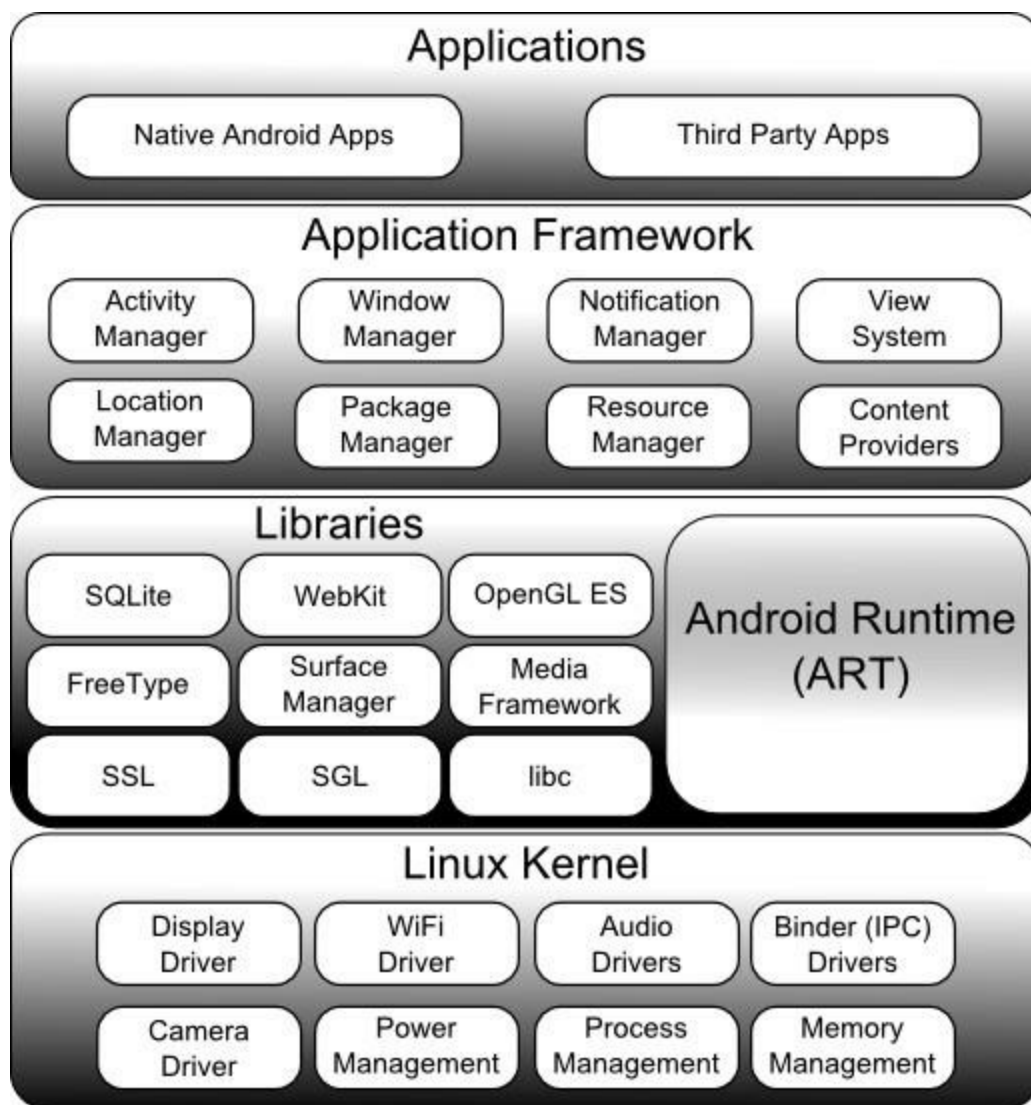 Applications
Native Android Apps
Third Party Apps
Application Framework
Activity
Manager
Window
Manager
Notification
Manager
View
System
Location
Manager
Package
Manager
Resource
Manager
Content
Providers
Libraries
SQLite
WebKit
OpenGL ES
FreeType
Surface
Manager
Media
Framework
SSL
SGL
libc
Android Runtime
(ART)
Linux Kernel
Display
Driver
WiFi
Driver
Audio
Drivers
Binder (IPC)
Drivers
Camera
Driver
Power
Management
Process
Management
Memory
Management